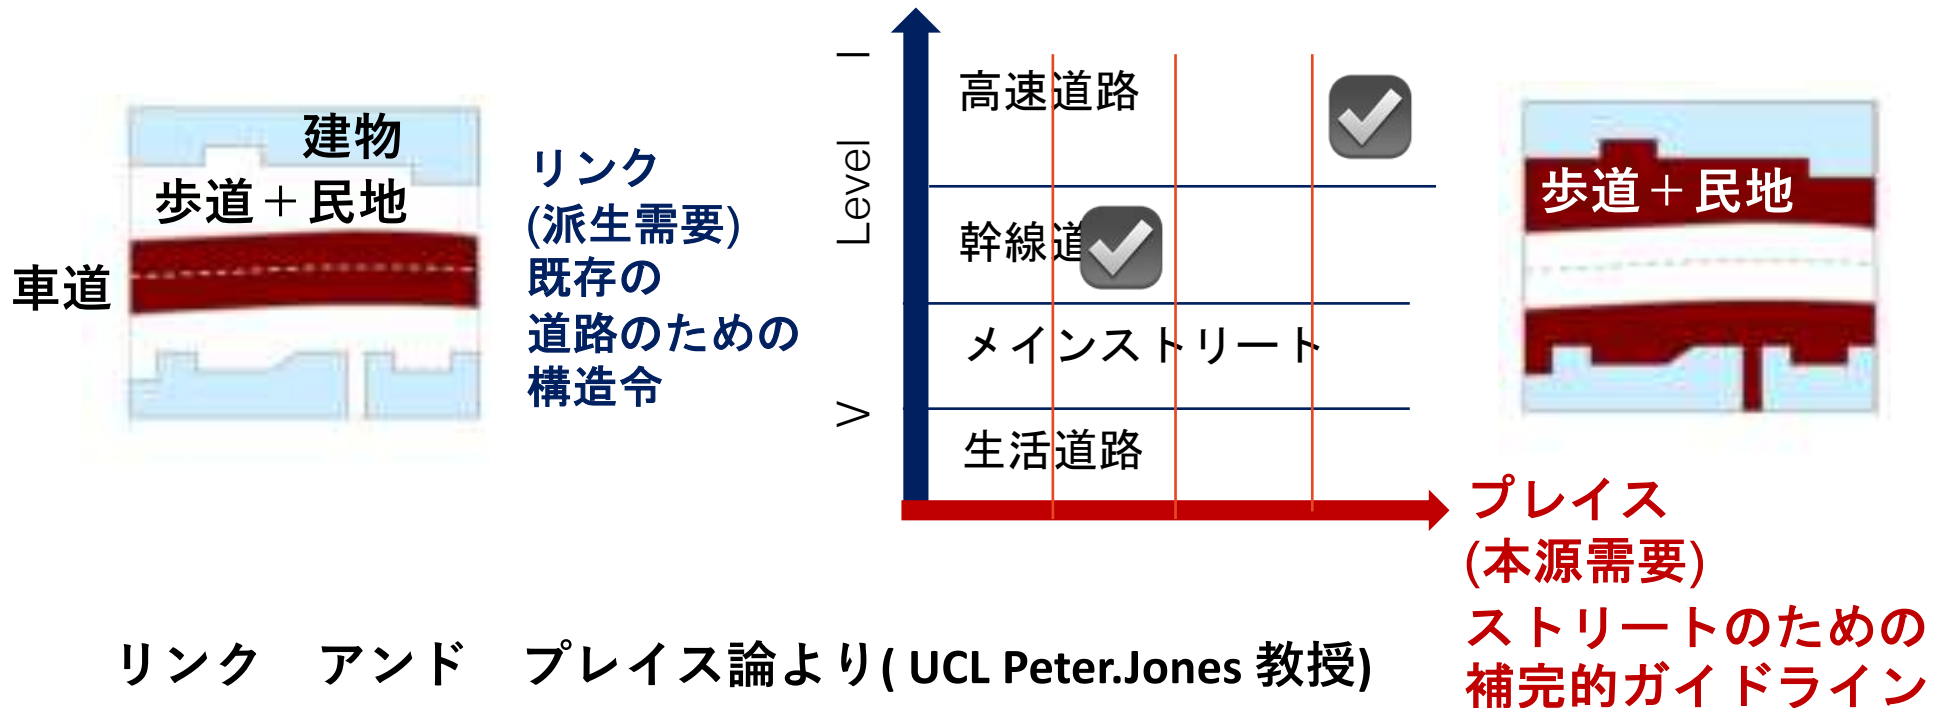 建物
歩道＋民地
車道
リンク
(派生需要)
既存の
道路のための
構造令
Level
I
V
高速道路
幹線道
メインストリート
生活道路
歩道＋民地
プレイス
(本源需要)
ストリートのための
補完的ガイドライン
リンク　アンド　プレイス論より( UCL Peter.Jones 教授)